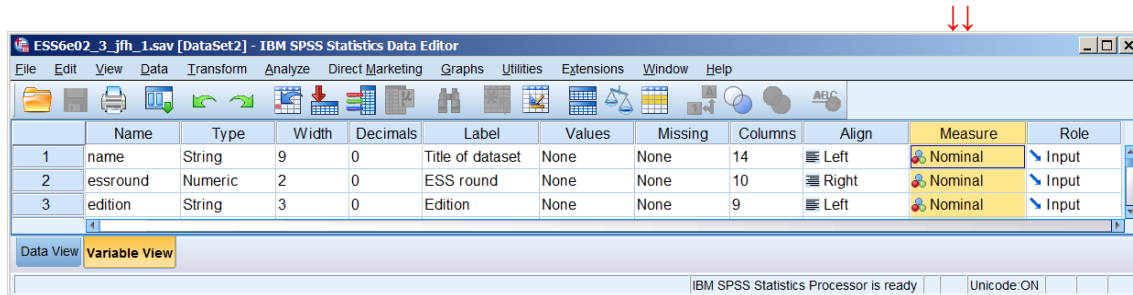 ESS6e02_3_jfh_1.sav [DataSet2] - IBM SPSS Statistics Data Editor
File Edit View Data Transform Analyze Direct Marketing Graphs Utilities Extensions Window Help
Name Type Width Decimals Label Values Missing Columns Align Measure Role
1 name String 9 0 Title of dataset None None 14 Left Nominal Input
2 essround Numeric 2 0 ESS round None None 10 Right Nominal Input
3 edition String 3 0 Edition None None 9 Left Nominal Input
Data View Variable View
IBM SPSS Statistics Processor is ready Unicode:ON